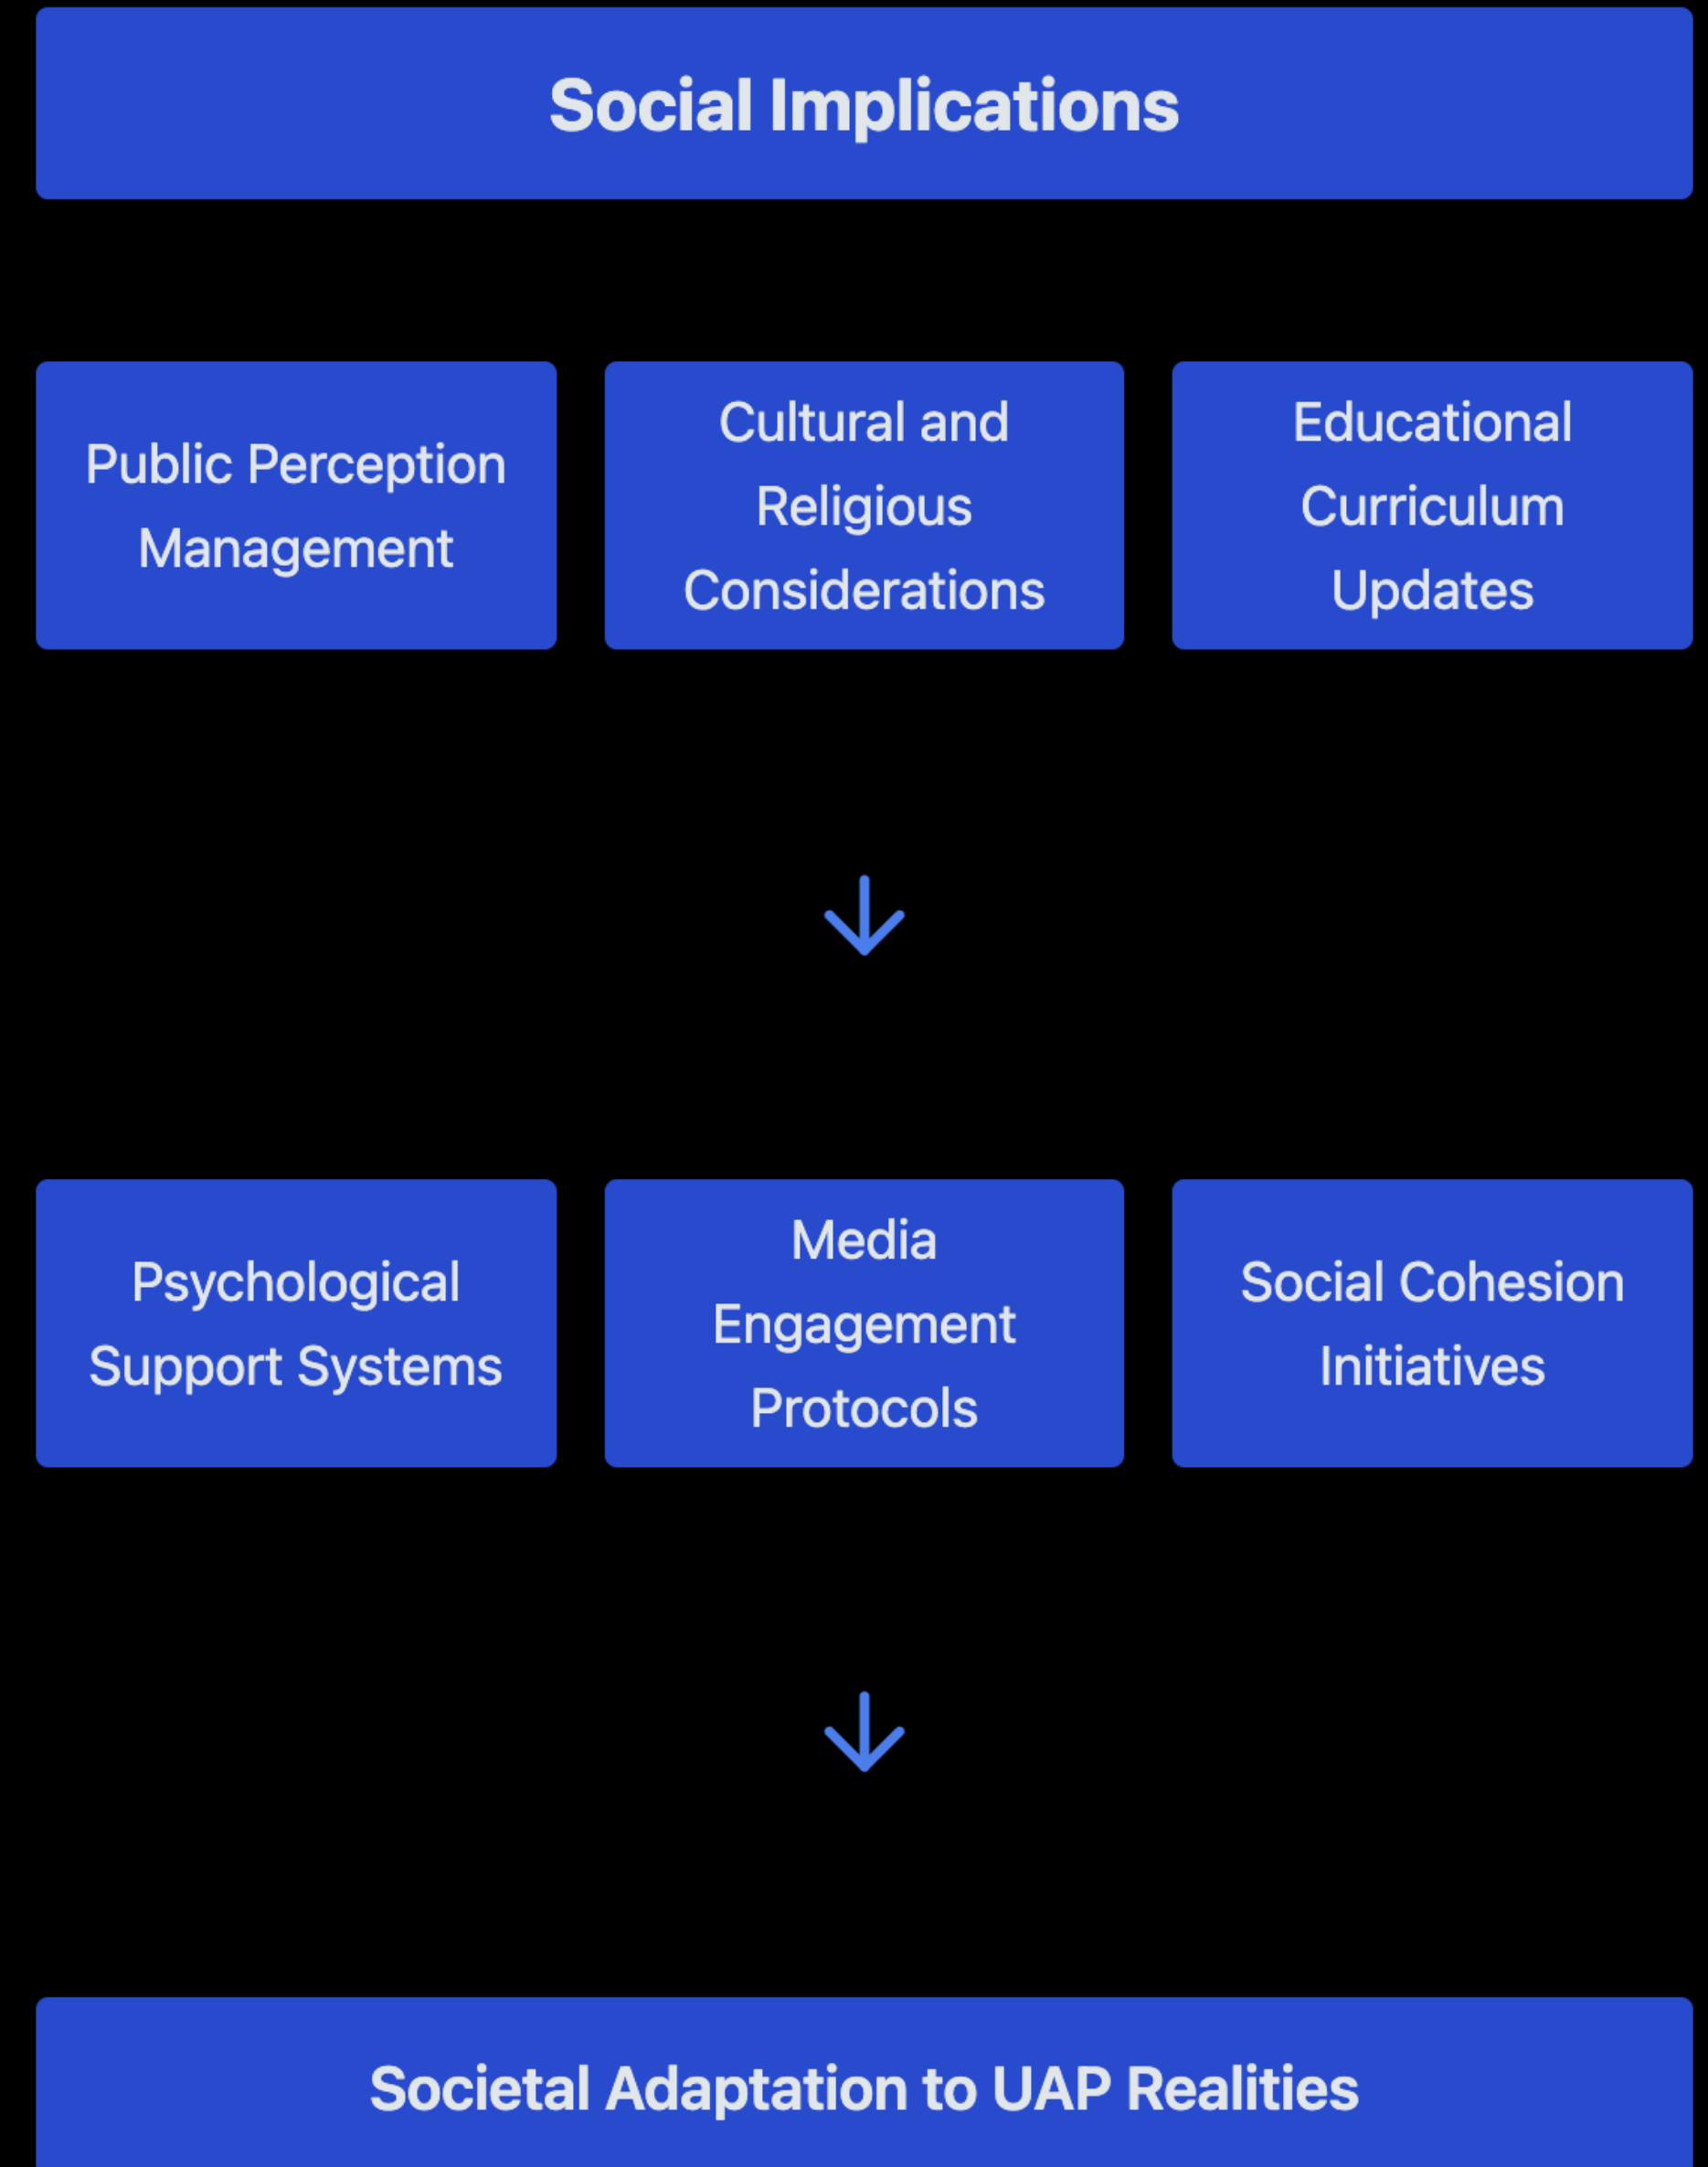 Social Implications
Public Perception
Management
Cultural and
Religious
Considerations
Educational
Curriculum
Updates
Psychological
Support Systems
Media
Engagement
Protocols
Social Cohesion
Initiatives
Societal Adaptation to UAP Realities